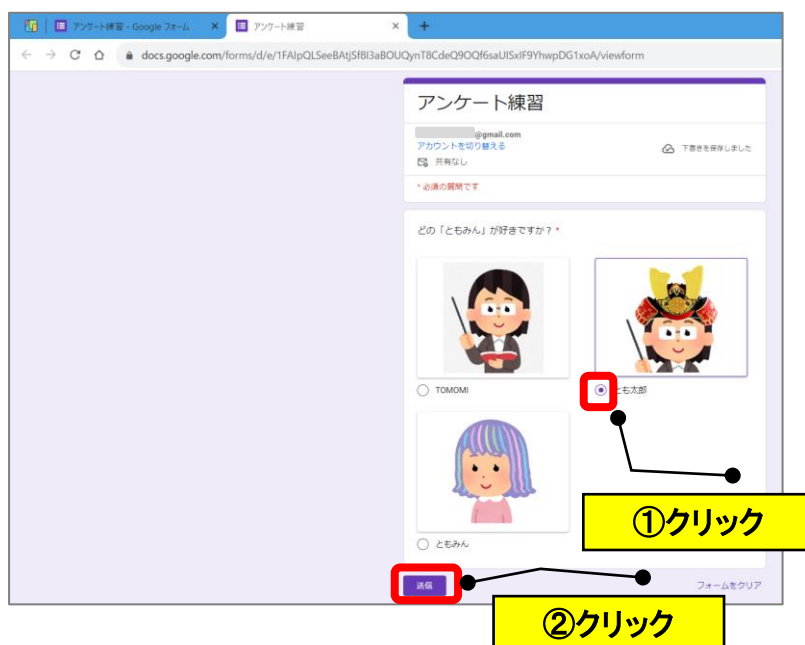 アンケート練習 - Google フォーム
アンケート練習
docs.google.com/forms/d/e/1FAIpQLSeeBAtjSf8I3aBOUQynT8CdeQ9OQf6saUISxIF9YhwpDG1xoA/viewform
アンケート練習
@gmail.com
アカウントを切り替える
下書きを保存しました
共有なし
* 必須の質問です
どの「ともみん」が好きですか？ *
TOMOMI
とも太郎
①クリック
ともみん
送信
フォームをクリア
②クリック